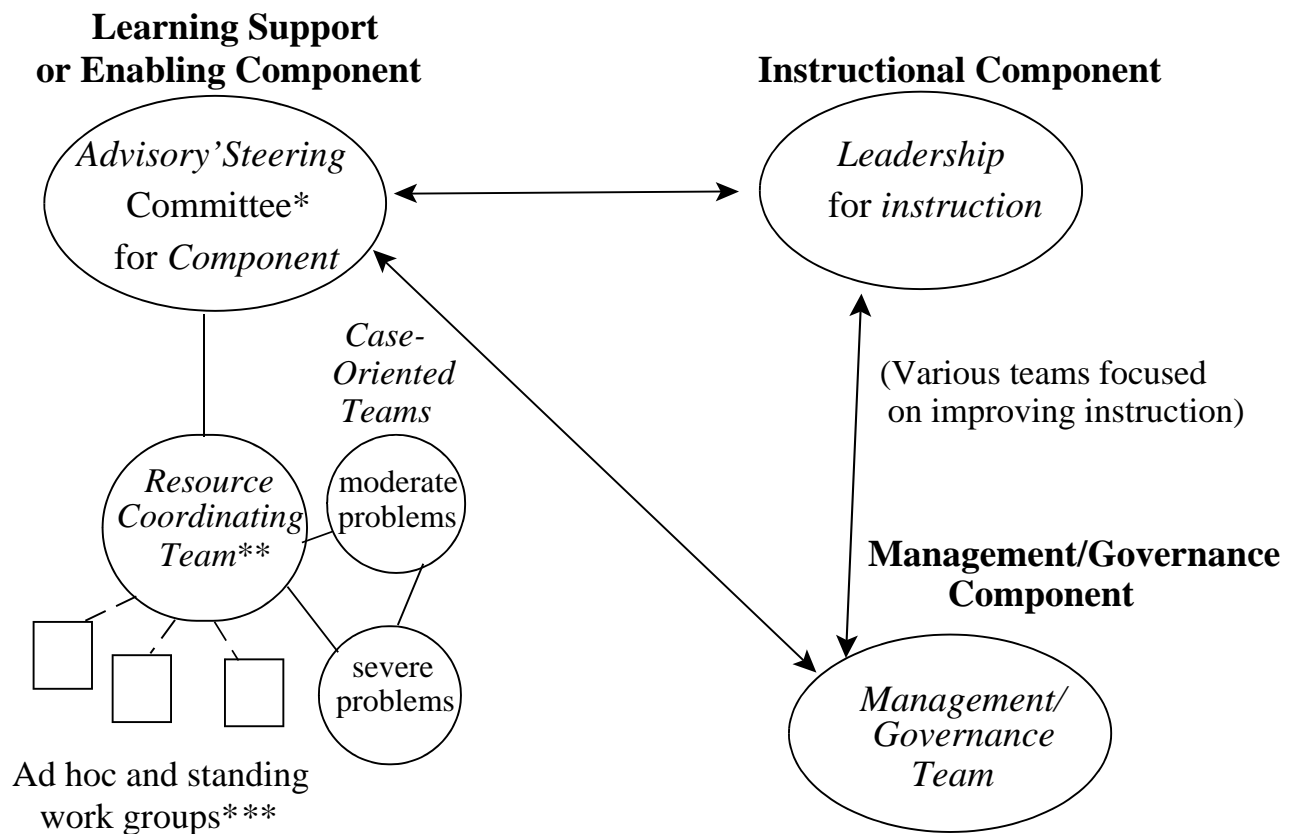 Learning Support
or Enabling Component
Instructional Component
Advisory'Steering
Committee*
for Component
Leadership
for instruction
Case-
Oriented
Teams
(Various teams focused
on improving instruction)
Resource
Coordinating
Team**
moderate
problems
Management/Governance
Component
severe
problems
Management/
Governance
Team
Ad hoc and standing
work groups***